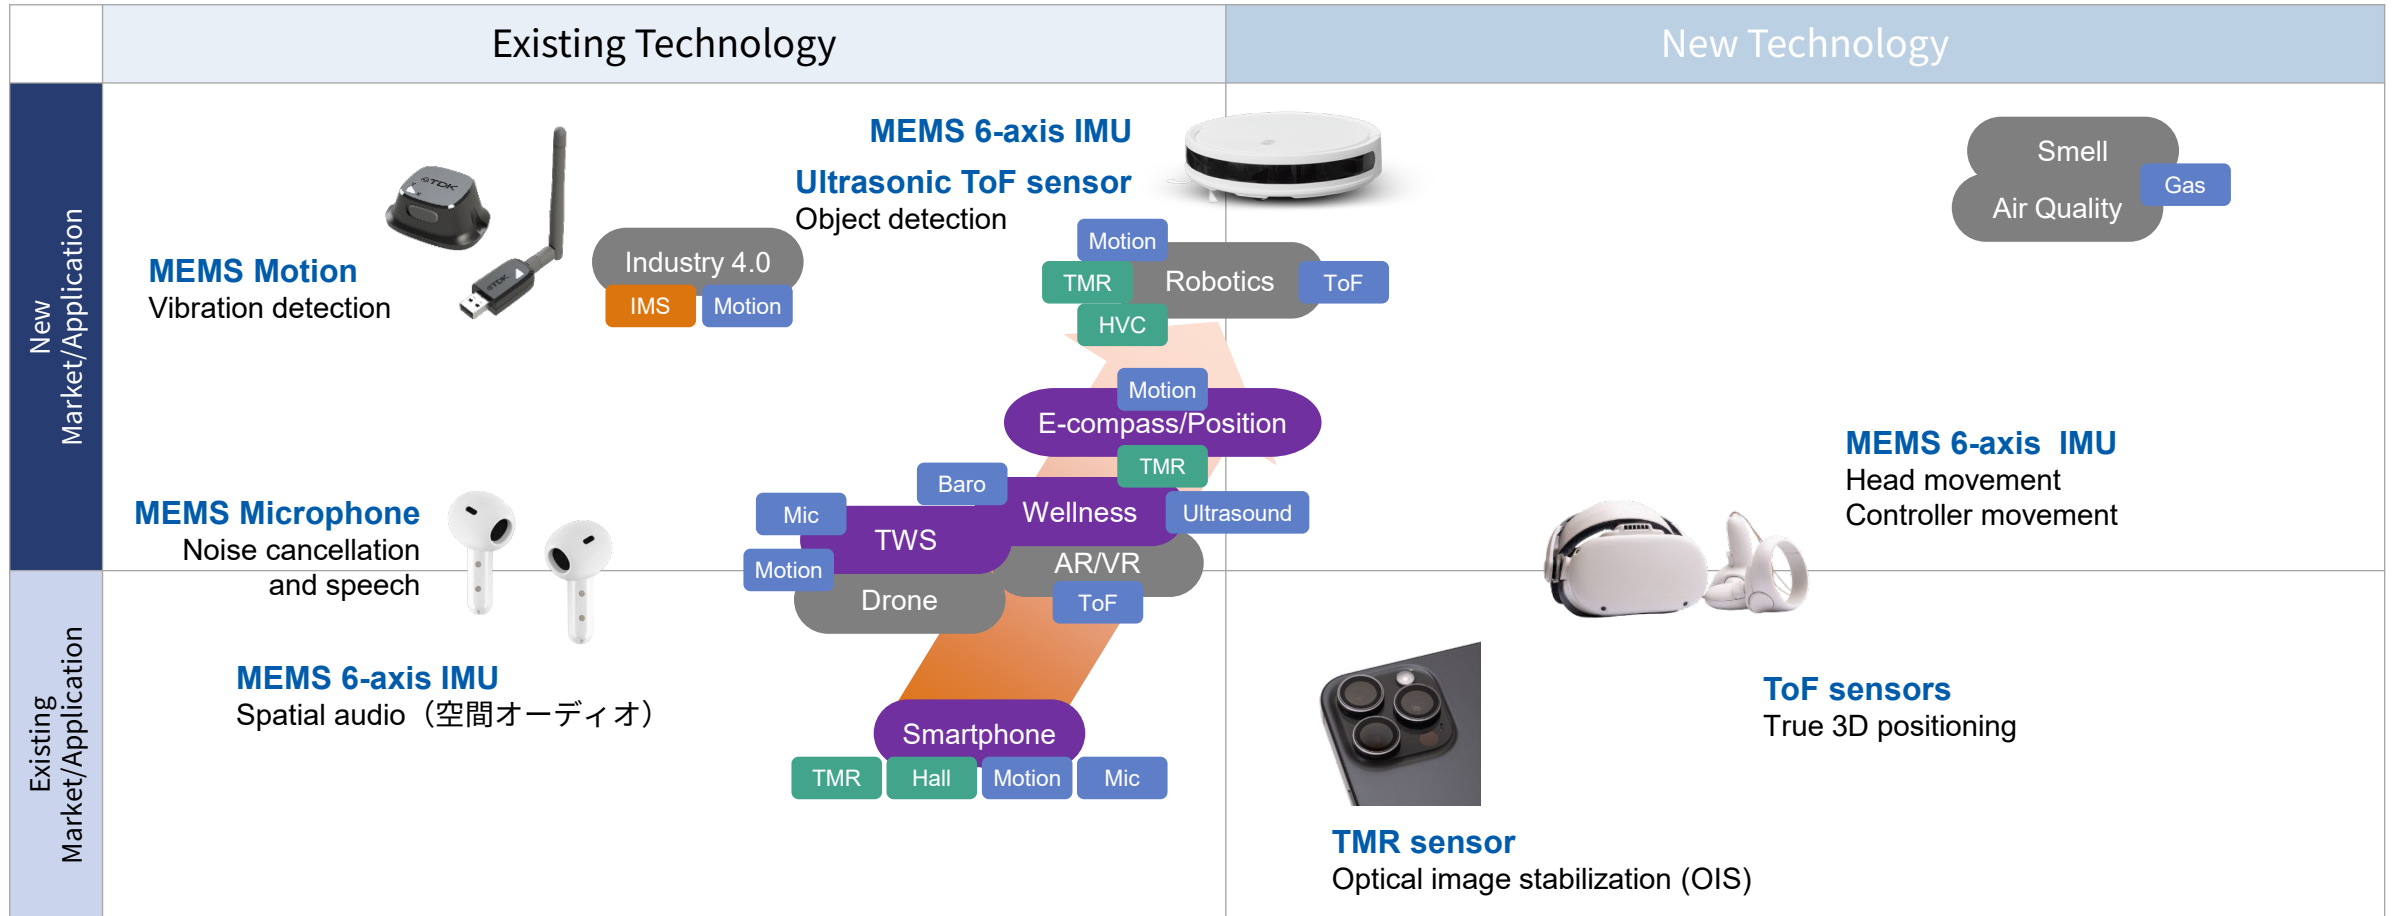 Existing Technology
New Technology
New
Market/Application
Existing
Market/Application
MEMS Motion
Vibration detection
TDK
TDK
Industry 4.0
IMS
Motion
MEMS 6-axis IMU
Ultrasonic ToF sensor
Object detection
Motion
TMR
Robotics
ToF
HVC
Smell
Air Quality
Gas
Motion
E-compass/Position
TMR
MEMS Microphone
Noise cancellation
and speech
Baro
Mic
TWS
Wellness
Ultrasound
Motion
Drone
AR/VR
ToF
MEMS 6-axis IMU
Head movement
Controller movement
MEMS 6-axis IMU
Spatial audio（空間オーディオ）
Smartphone
TMR
Hall
Motion
Mic
ToF sensors
True 3D positioning
TMR sensor
Optical image stabilization (OIS)